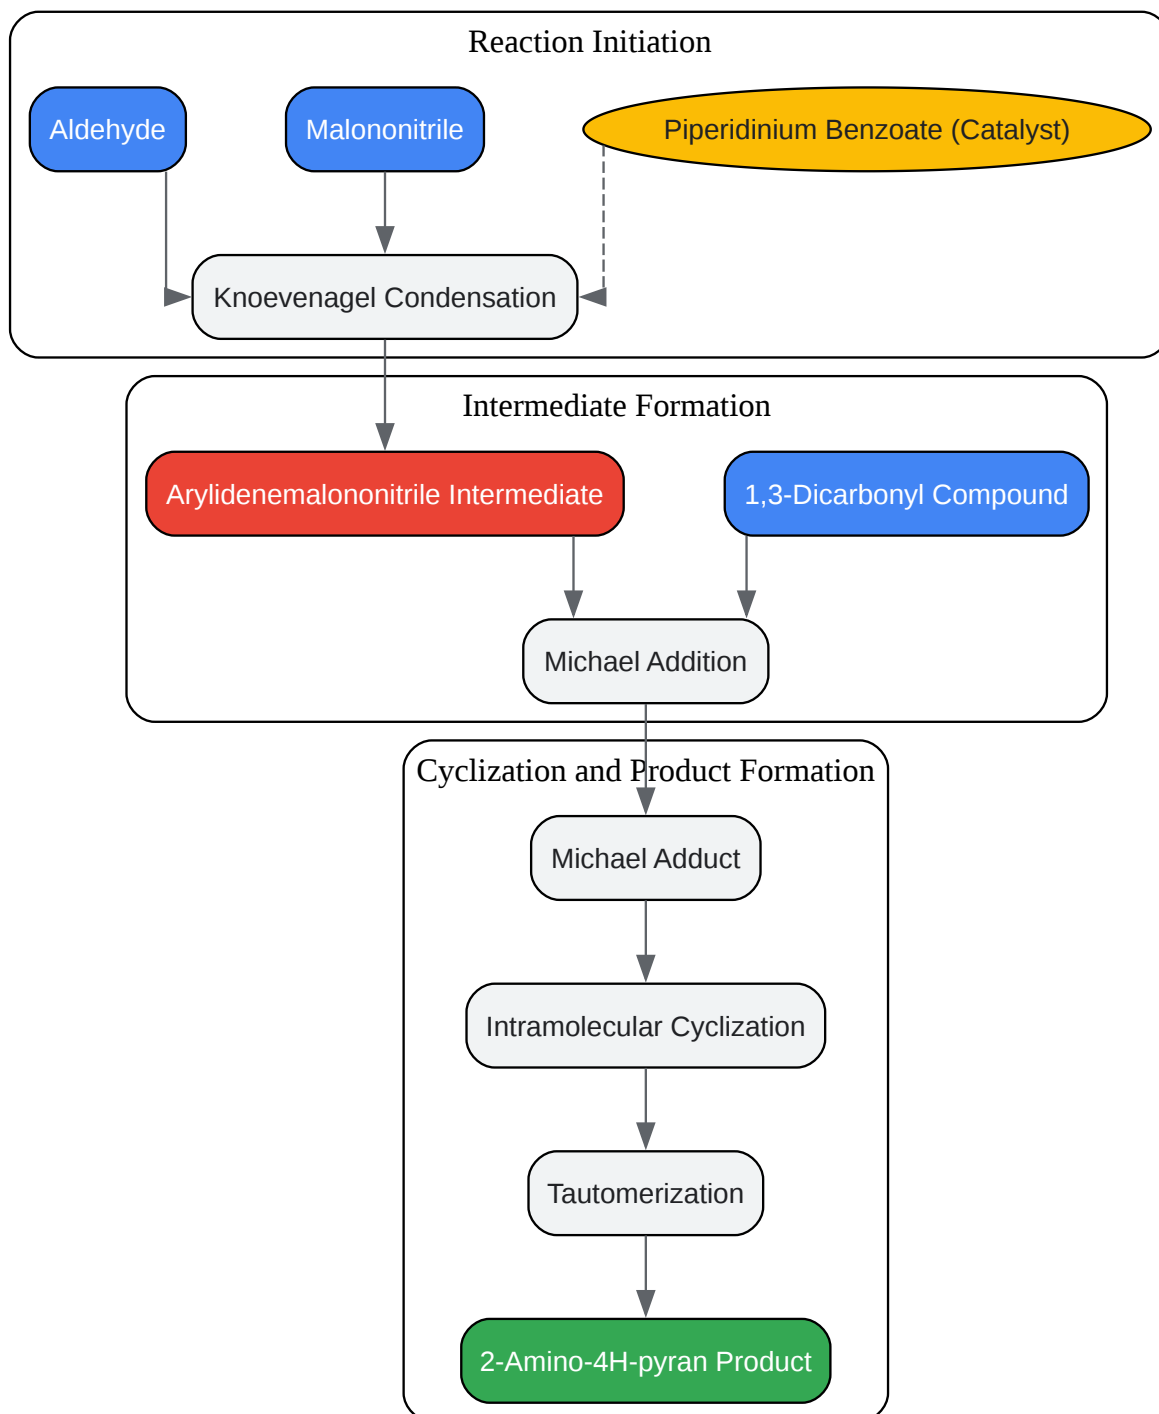 Reaction Initiation
Aldehyde
Malononitrile
Piperidinium Benzoate (Catalyst)
Knoevenagel Condensation
Intermediate Formation
Arylidenemalononitrile Intermediate
1,3-Dicarbonyl Compound
Michael Addition
Cyclization and Product Formation
Michael Adduct
Intramolecular Cyclization
Tautomerization
2-Amino-4H-pyran Product